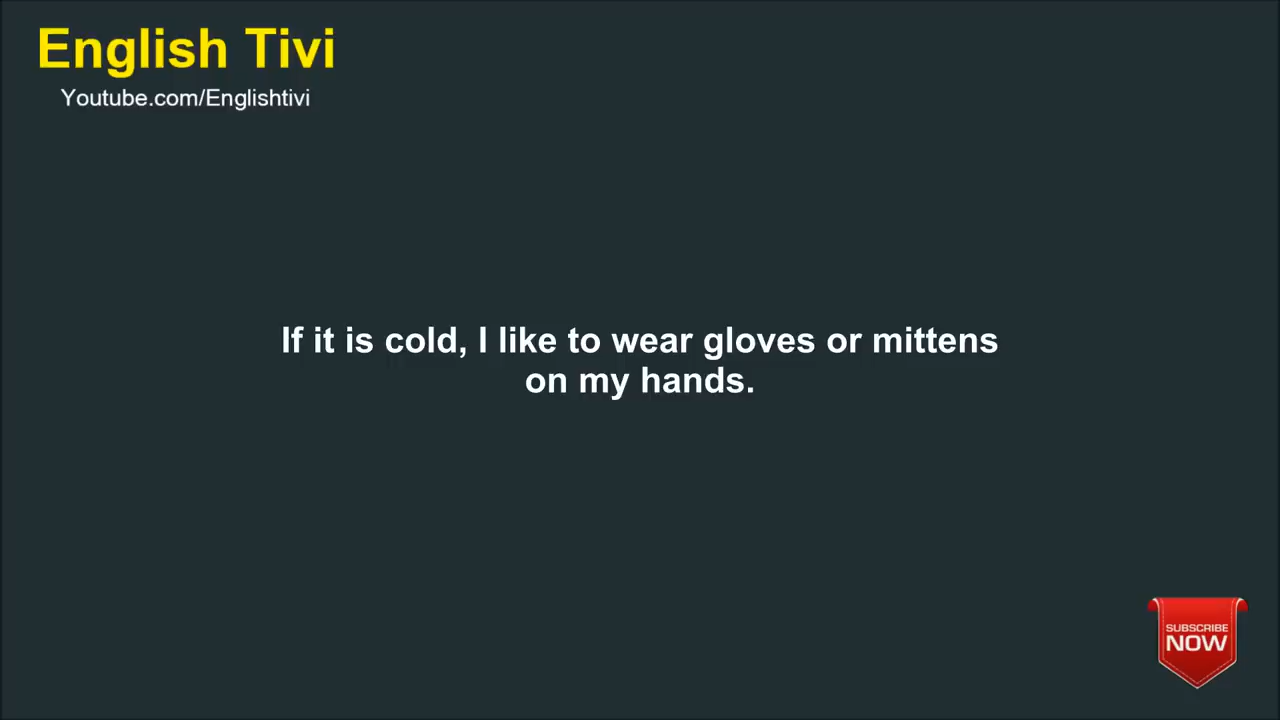 English Tivi
Youtube.com/Englishtivi
If it is cold, I like to wear gloves or mittens
on my hands.
SUBSCRIBE
NOW